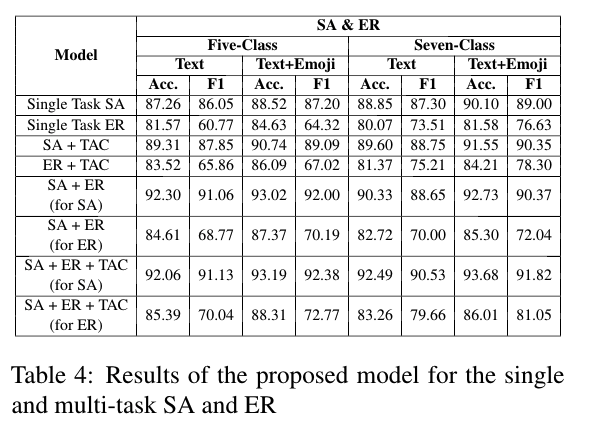 Model SA & ER
Five-Class Seven-Class
Text Text+Emoji Text Text+Emoji
Acc. F1 Acc. F1 Acc. F1 Acc. F1
Single Task SA 87.26 86.05 88.52 87.20 88.85 87.30 90.10 89.00
Single Task ER 81.57 60.77 84.63 64.32 80.07 73.51 81.58 76.63
SA + TAC 89.31 87.85 90.74 89.09 89.60 88.75 91.55 90.35
ER + TAC 83.52 65.86 86.09 67.02 81.37 75.21 84.21 78.30
SA + ER
(for SA) 92.30 91.06 93.02 92.00 90.33 88.65 92.73 90.37
SA + ER
(for ER) 84.61 68.77 87.37 70.19 82.72 70.00 85.30 72.04
SA + ER + TAC
(for SA) 92.06 91.13 93.19 92.38 92.49 90.53 93.68 91.82
SA + ER + TAC
(for ER) 85.39 70.04 88.31 72.77 83.26 79.66 86.01 81.05
Table 4: Results of the proposed model for the single
and multi-task SA and ER